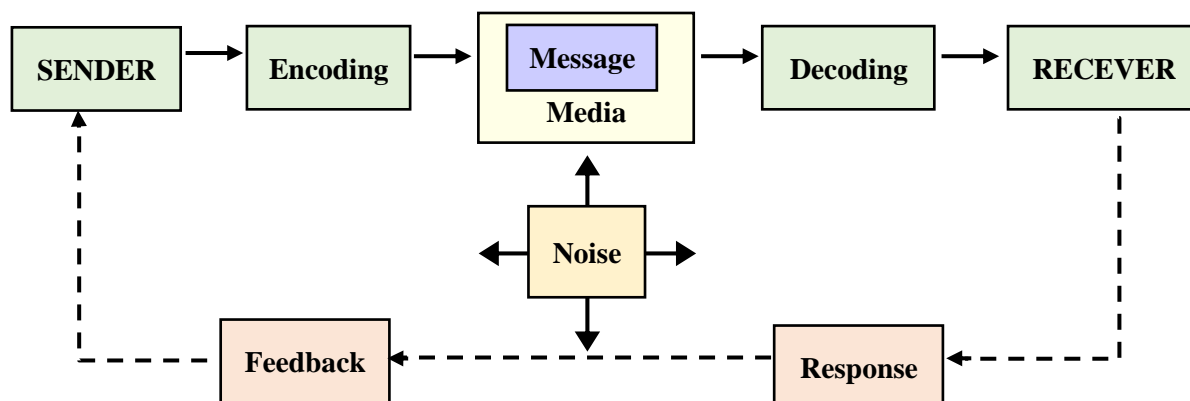 SENDER
Encoding
Message
Media
Decoding
RECEVER
Noise
Feedback
Response